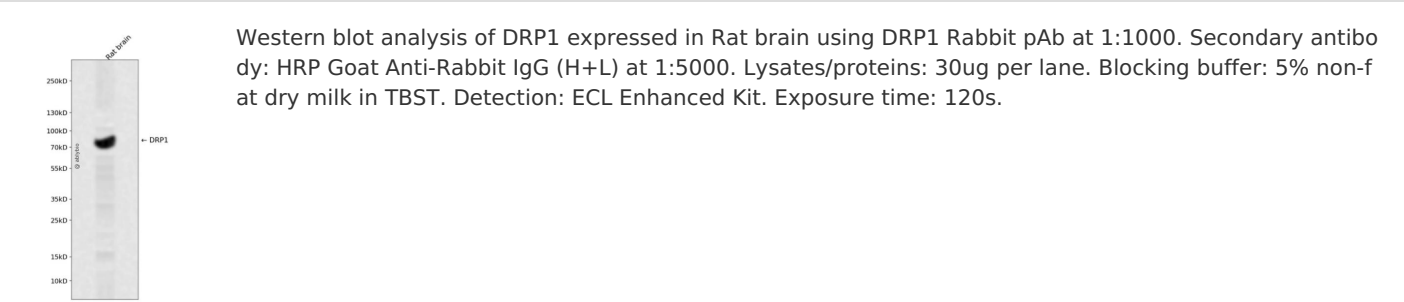 Rat brain
Western blot analysis of DRP1 expressed in Rat brain using DRP1 Rabbit pAb at 1:1000. Secondary antibo
dy: HRP Goat Anti-Rabbit IgG (H+L) at 1:5000. Lysates/proteins: 30ug per lane. Blocking buffer: 5% non-f
at dry milk in TBST. Detection: ECL Enhanced Kit. Exposure time: 120s.
250kD
130kD
100kD
← DRP1
70kD
55kD
35kD
25kD
15kD
10kD